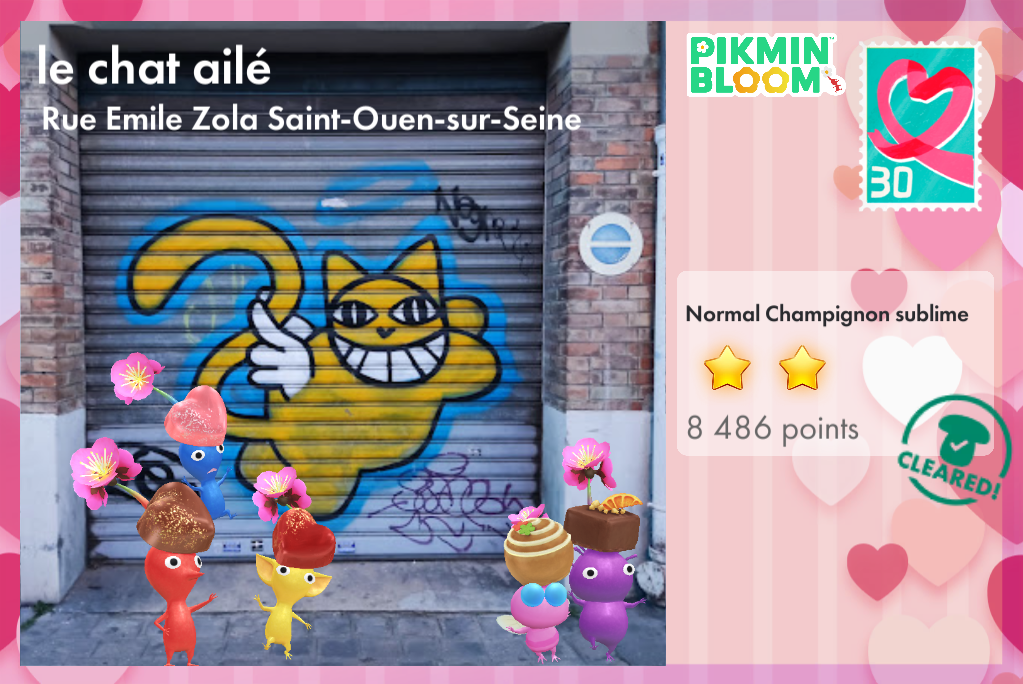 le chat ailé
Rue Emile Zola Saint-Ouen-sur-Seine
PIKMIN
BLOOM
30
Normal Champignon sublime
8 486 points
CLEARED!